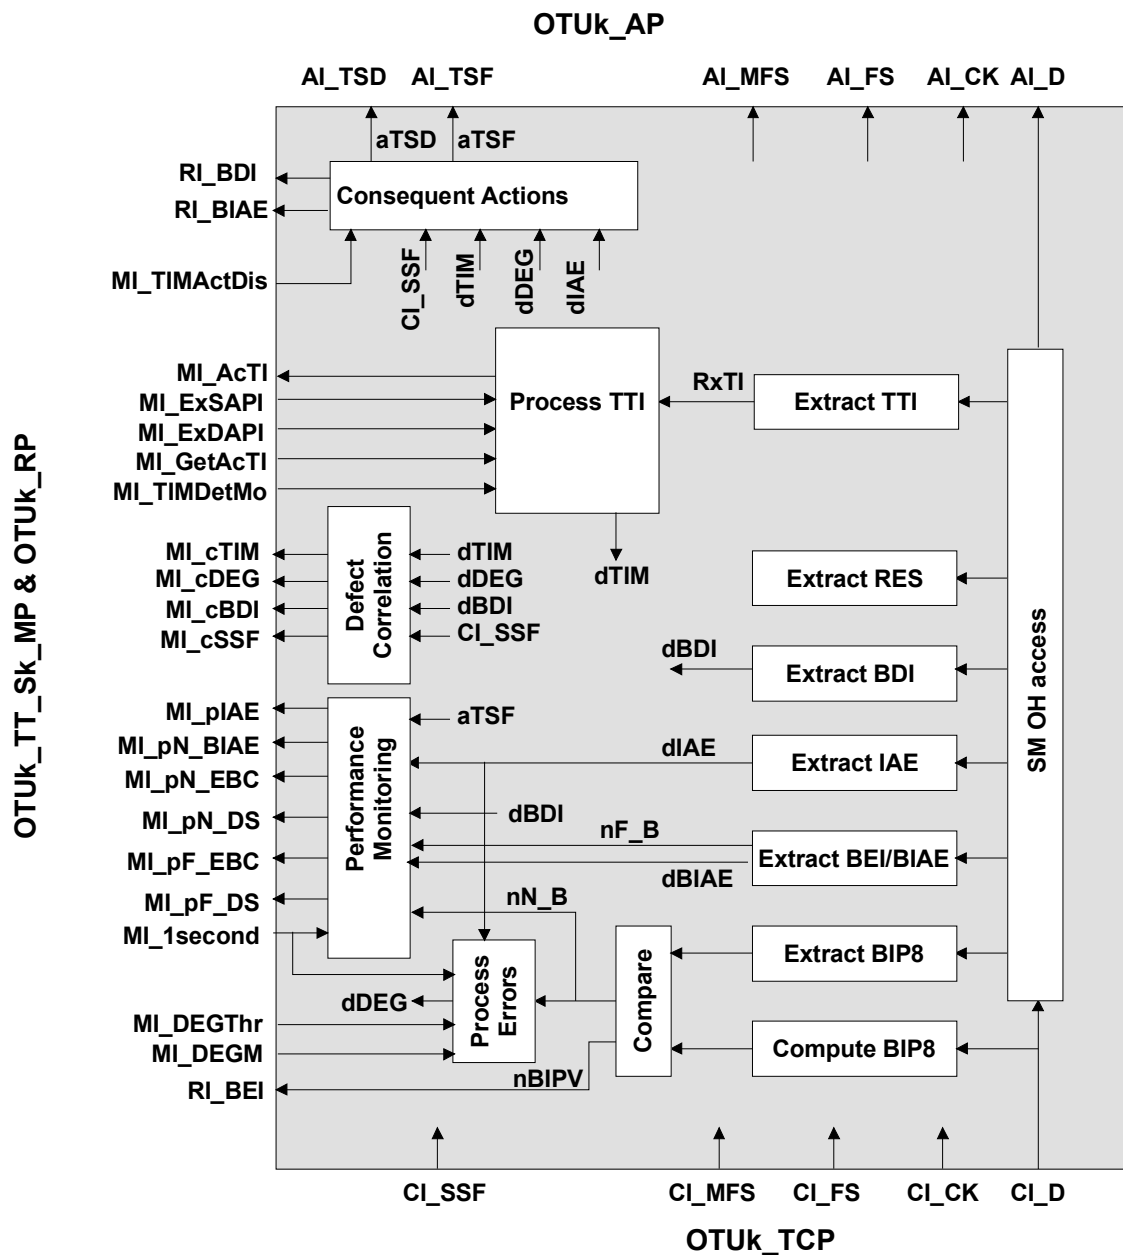 OTUk_AP
AI_TSD
AI_TSF
AI_MFS
AI_FS
AI_CK
AI_D
aTSD
aTSF
RI_BDI
RI_BIAE
Consequent Actions
MI_TIMActDis
CI_SSF
dTIM
dDEG
dIAE
MI_AcTI
MI_ExSAPI
MI_ExDAPI
MI_GetAcTI
MI_TIMDetMo
Process TTI
RxTI
Extract TTI
dTIM
OTUk_TT_Sk_MP & OTUk_RP
MI_cTIM
MI_cDEG
MI_cBDI
MI_cSSF
Defect
Correlation
dTIM
dDEG
dBDI
CI_SSF
Extract RES
dBDI
Extract BDI
SM OH access
MI_pIAE
MI_pN_BIAE
MI_pN_EBC
MI_pN_DS
MI_pF_EBC
MI_pF_DS
MI_1second
Performance
Monitoring
aTSF
dIAE
Extract IAE
dBDI
nF_B
dBIAE
Extract BEI/BIAE
nN_B
Extract BIP8
Compare
Process
Errors
dDEG
MI_DEGThr
MI_DEGM
RI_BEI
nBIPV
Compute BIP8
CI_SSF
CI_MFS
CI_FS
CI_CK
CI_D
OTUk_TCP